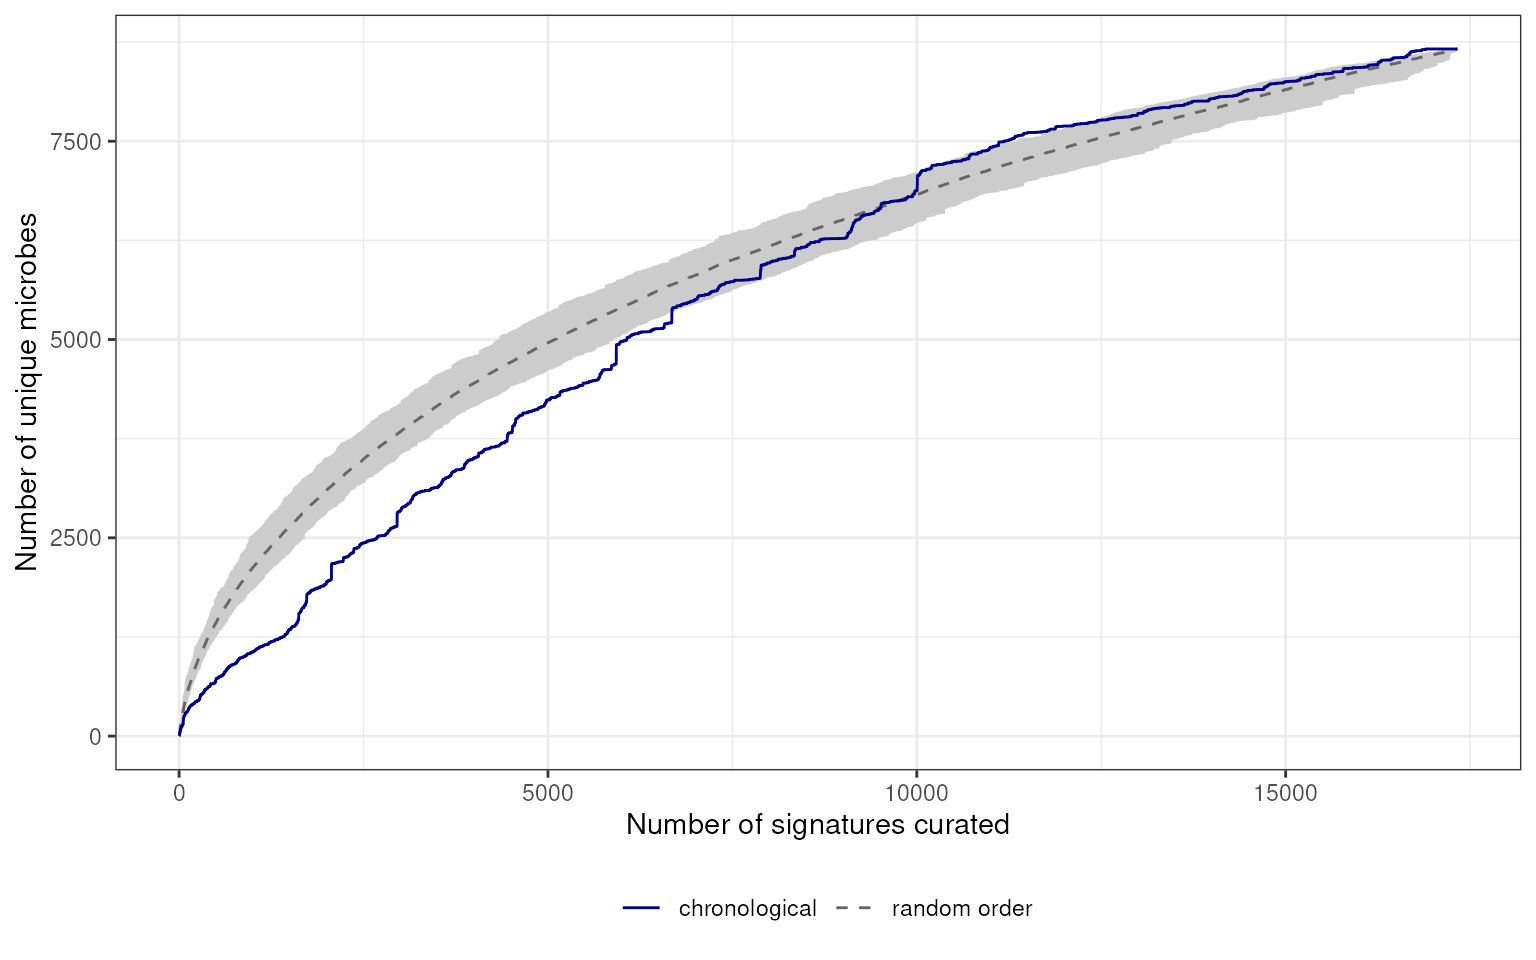 Number of unique microbes
7500
5000
2500
0
0 5000 10000 15000
Number of signatures curated
chronological random order